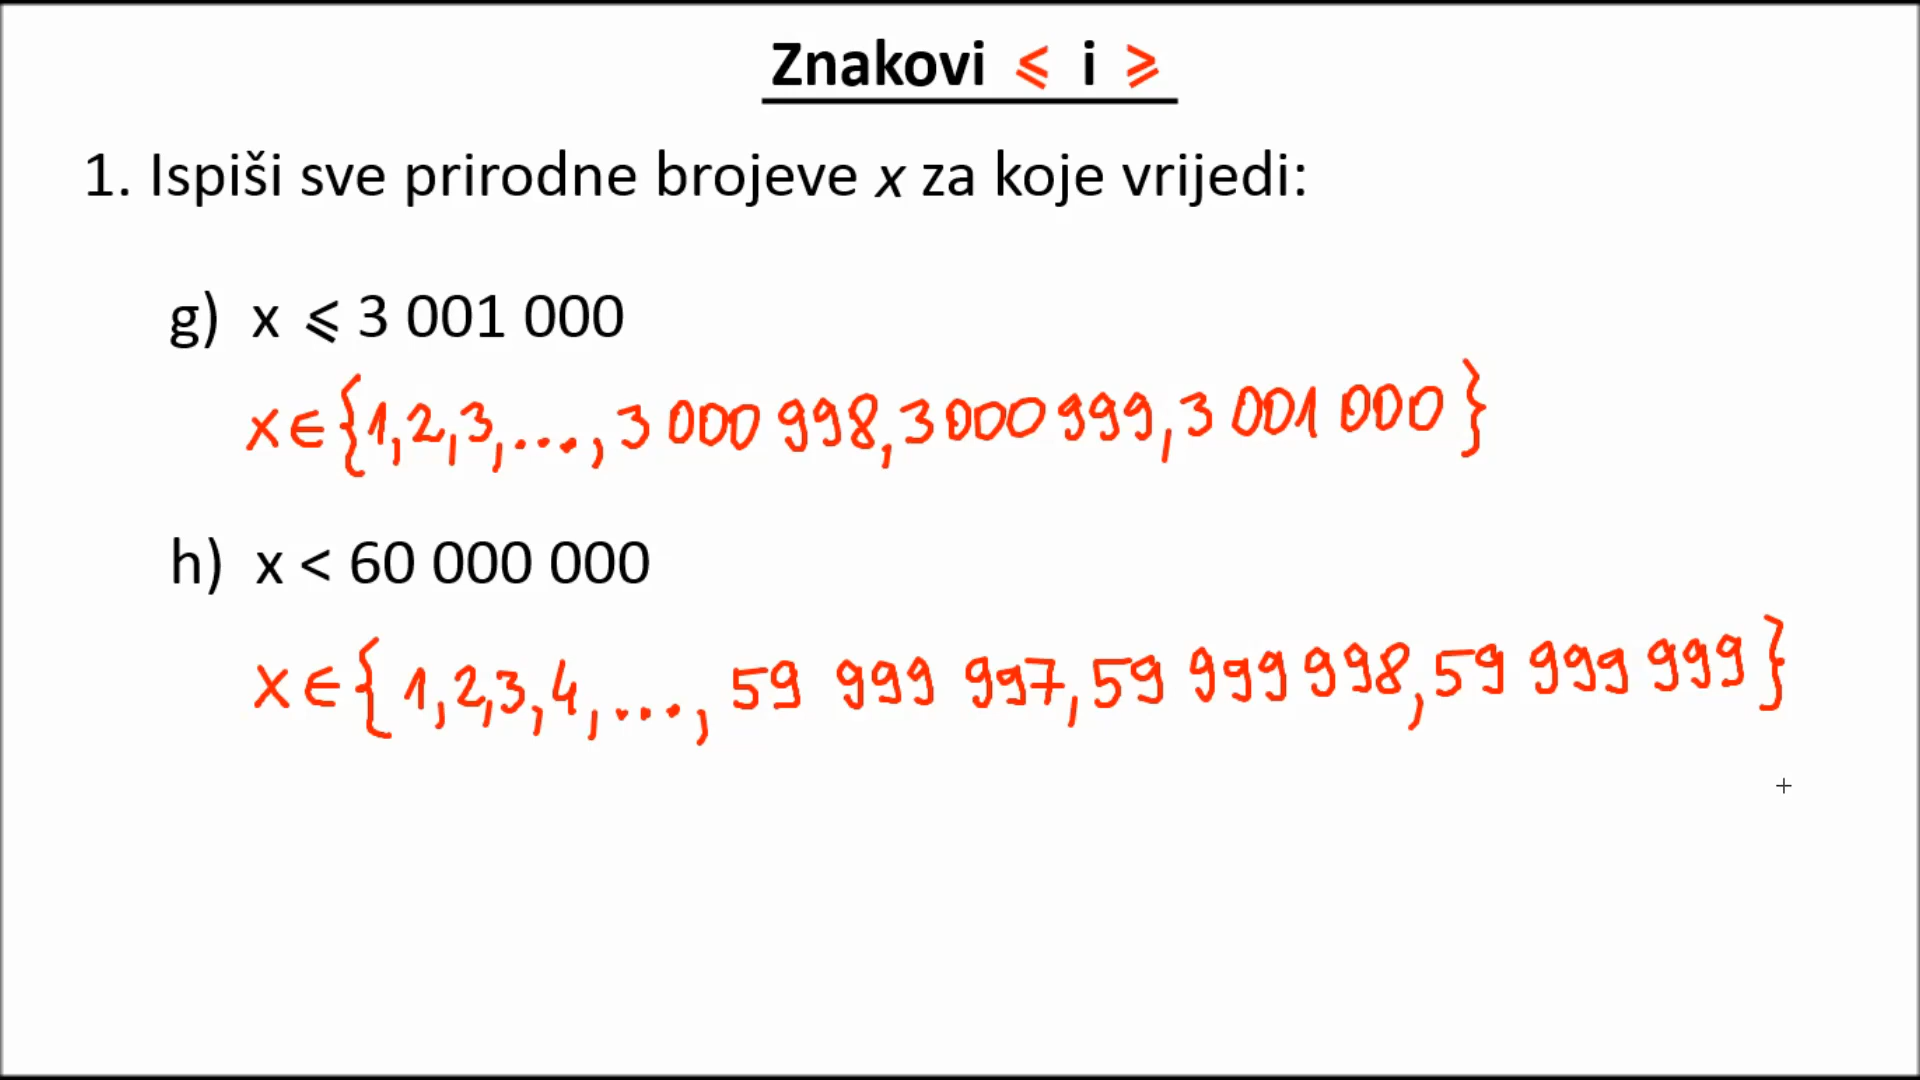 Znakovi ⩽ i ⩾
1. Ispiši sve prirodne brojeve x za koje vrijedi:
g) x ⩽ 3 001 000
x∈{1,2,3,...,3 000 998,3 000 999,3 001 000}
h) x < 60 000 000
x∈{1,2,3,4,...,59 999 997,59 999 998,59 999 999}